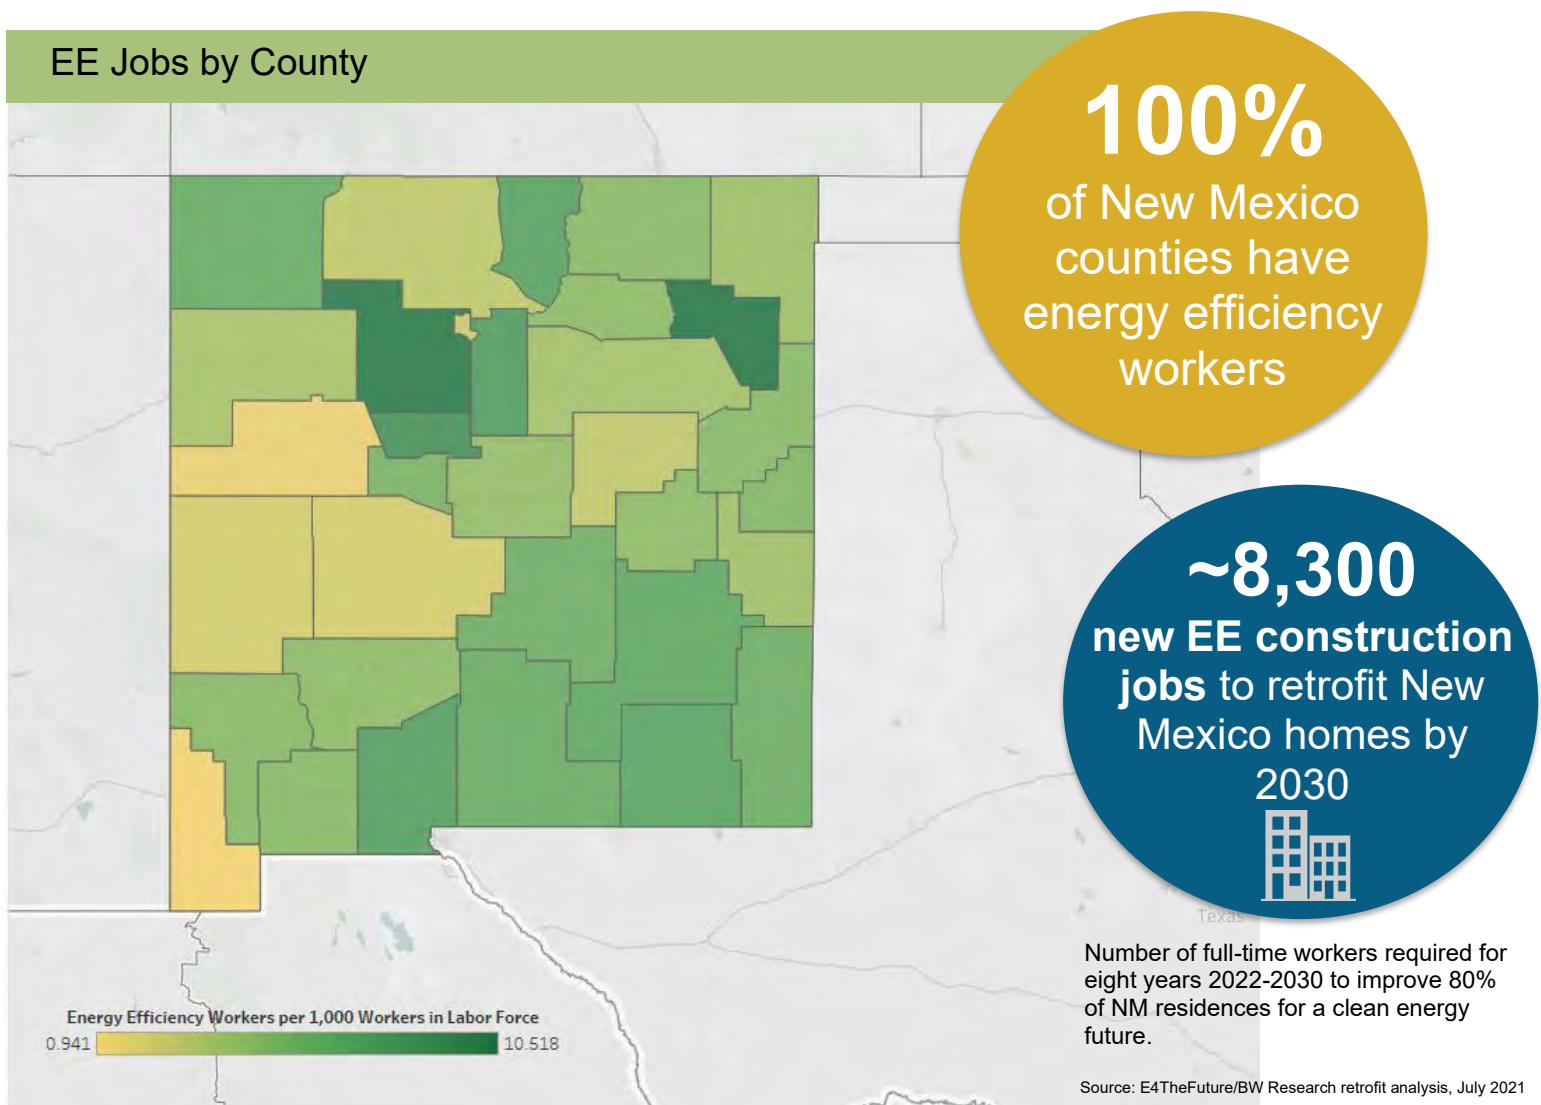 EE Jobs by County
100%
of New Mexico
counties have
energy efficiency
workers
~8,300
new EE construction
jobs to retrofit New
Mexico homes by
2030
Texas
Number of full-time workers required for
eight years 2022-2030 to improve 80%
of NM residences for a clean energy
future.
Energy Efficiency Workers per 1,000 Workers in Labor Force
0.941 10.518
Source: E4TheFuture/BW Research retrofit analysis, July 2021